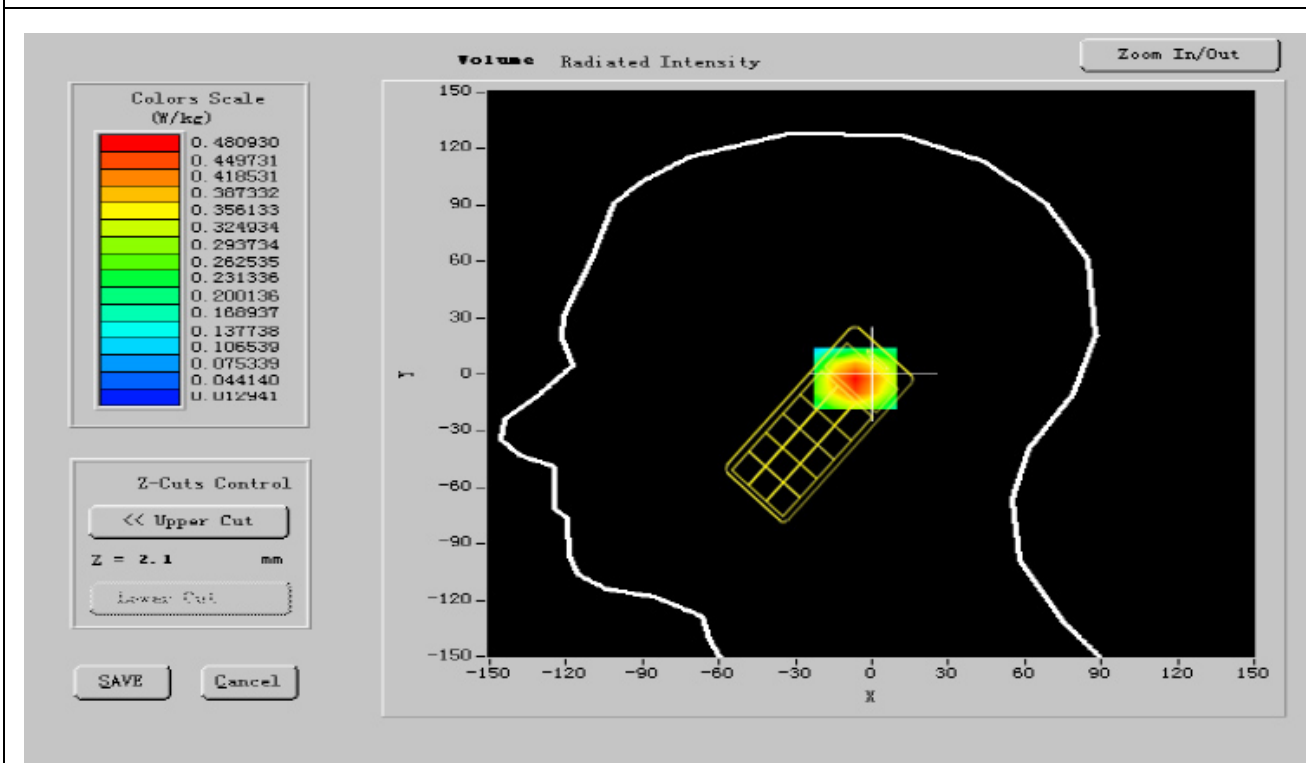 Volume Radiated Intensity
Zoom In/Out
Colors Scale
(W/kg)
0.480930
0.449731
0.418531
0.387332
0.356133
0.324934
0.293734
0.262535
0.231336
0.200136
0.168937
0.137738
0.106539
0.075339
0.044140
0.012941
Z-Cuts Control
<< Upper Cut
Z = 2.1 mm
Lower Cut
SAVE
Cancel
150
120
90
60
30
0
-30
-60
-90
-120
-150
Y
-150 -120 -90 -60 -30 0 30 60 90 120 150
X